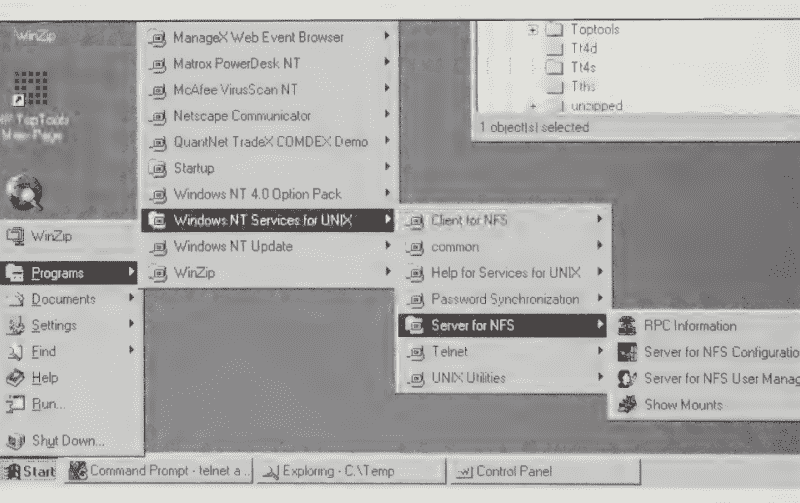 WinZip
HP TopTools
Main Page
WinZip
Programs
Documents
Settings
Find
Help
Run...
Shut Down...
ManageX Web Event Browser
Matrox PowerDesk NT
McAfee VirusScan NT
Netscape Communicator
QuantNet TradeX COMDEX Demo
Startup
Windows NT 4.0 Option Pack
Windows NT Services for UNIX
Windows NT Update
WinZip
Client for NFS
common
Help for Services for UNIX
Password Synchronization
Server for NFS
Telnet
UNIX Utilities
RPC Information
Server for NFS Configuratio
Server for NFS User Manag
Show Mounts
Toptools
Tt4d
Tt4s
Tths
unzipped
1 object(s) selected
Start
Command Prompt - telnet a ...
Exploring - C:\Temp
Control Panel